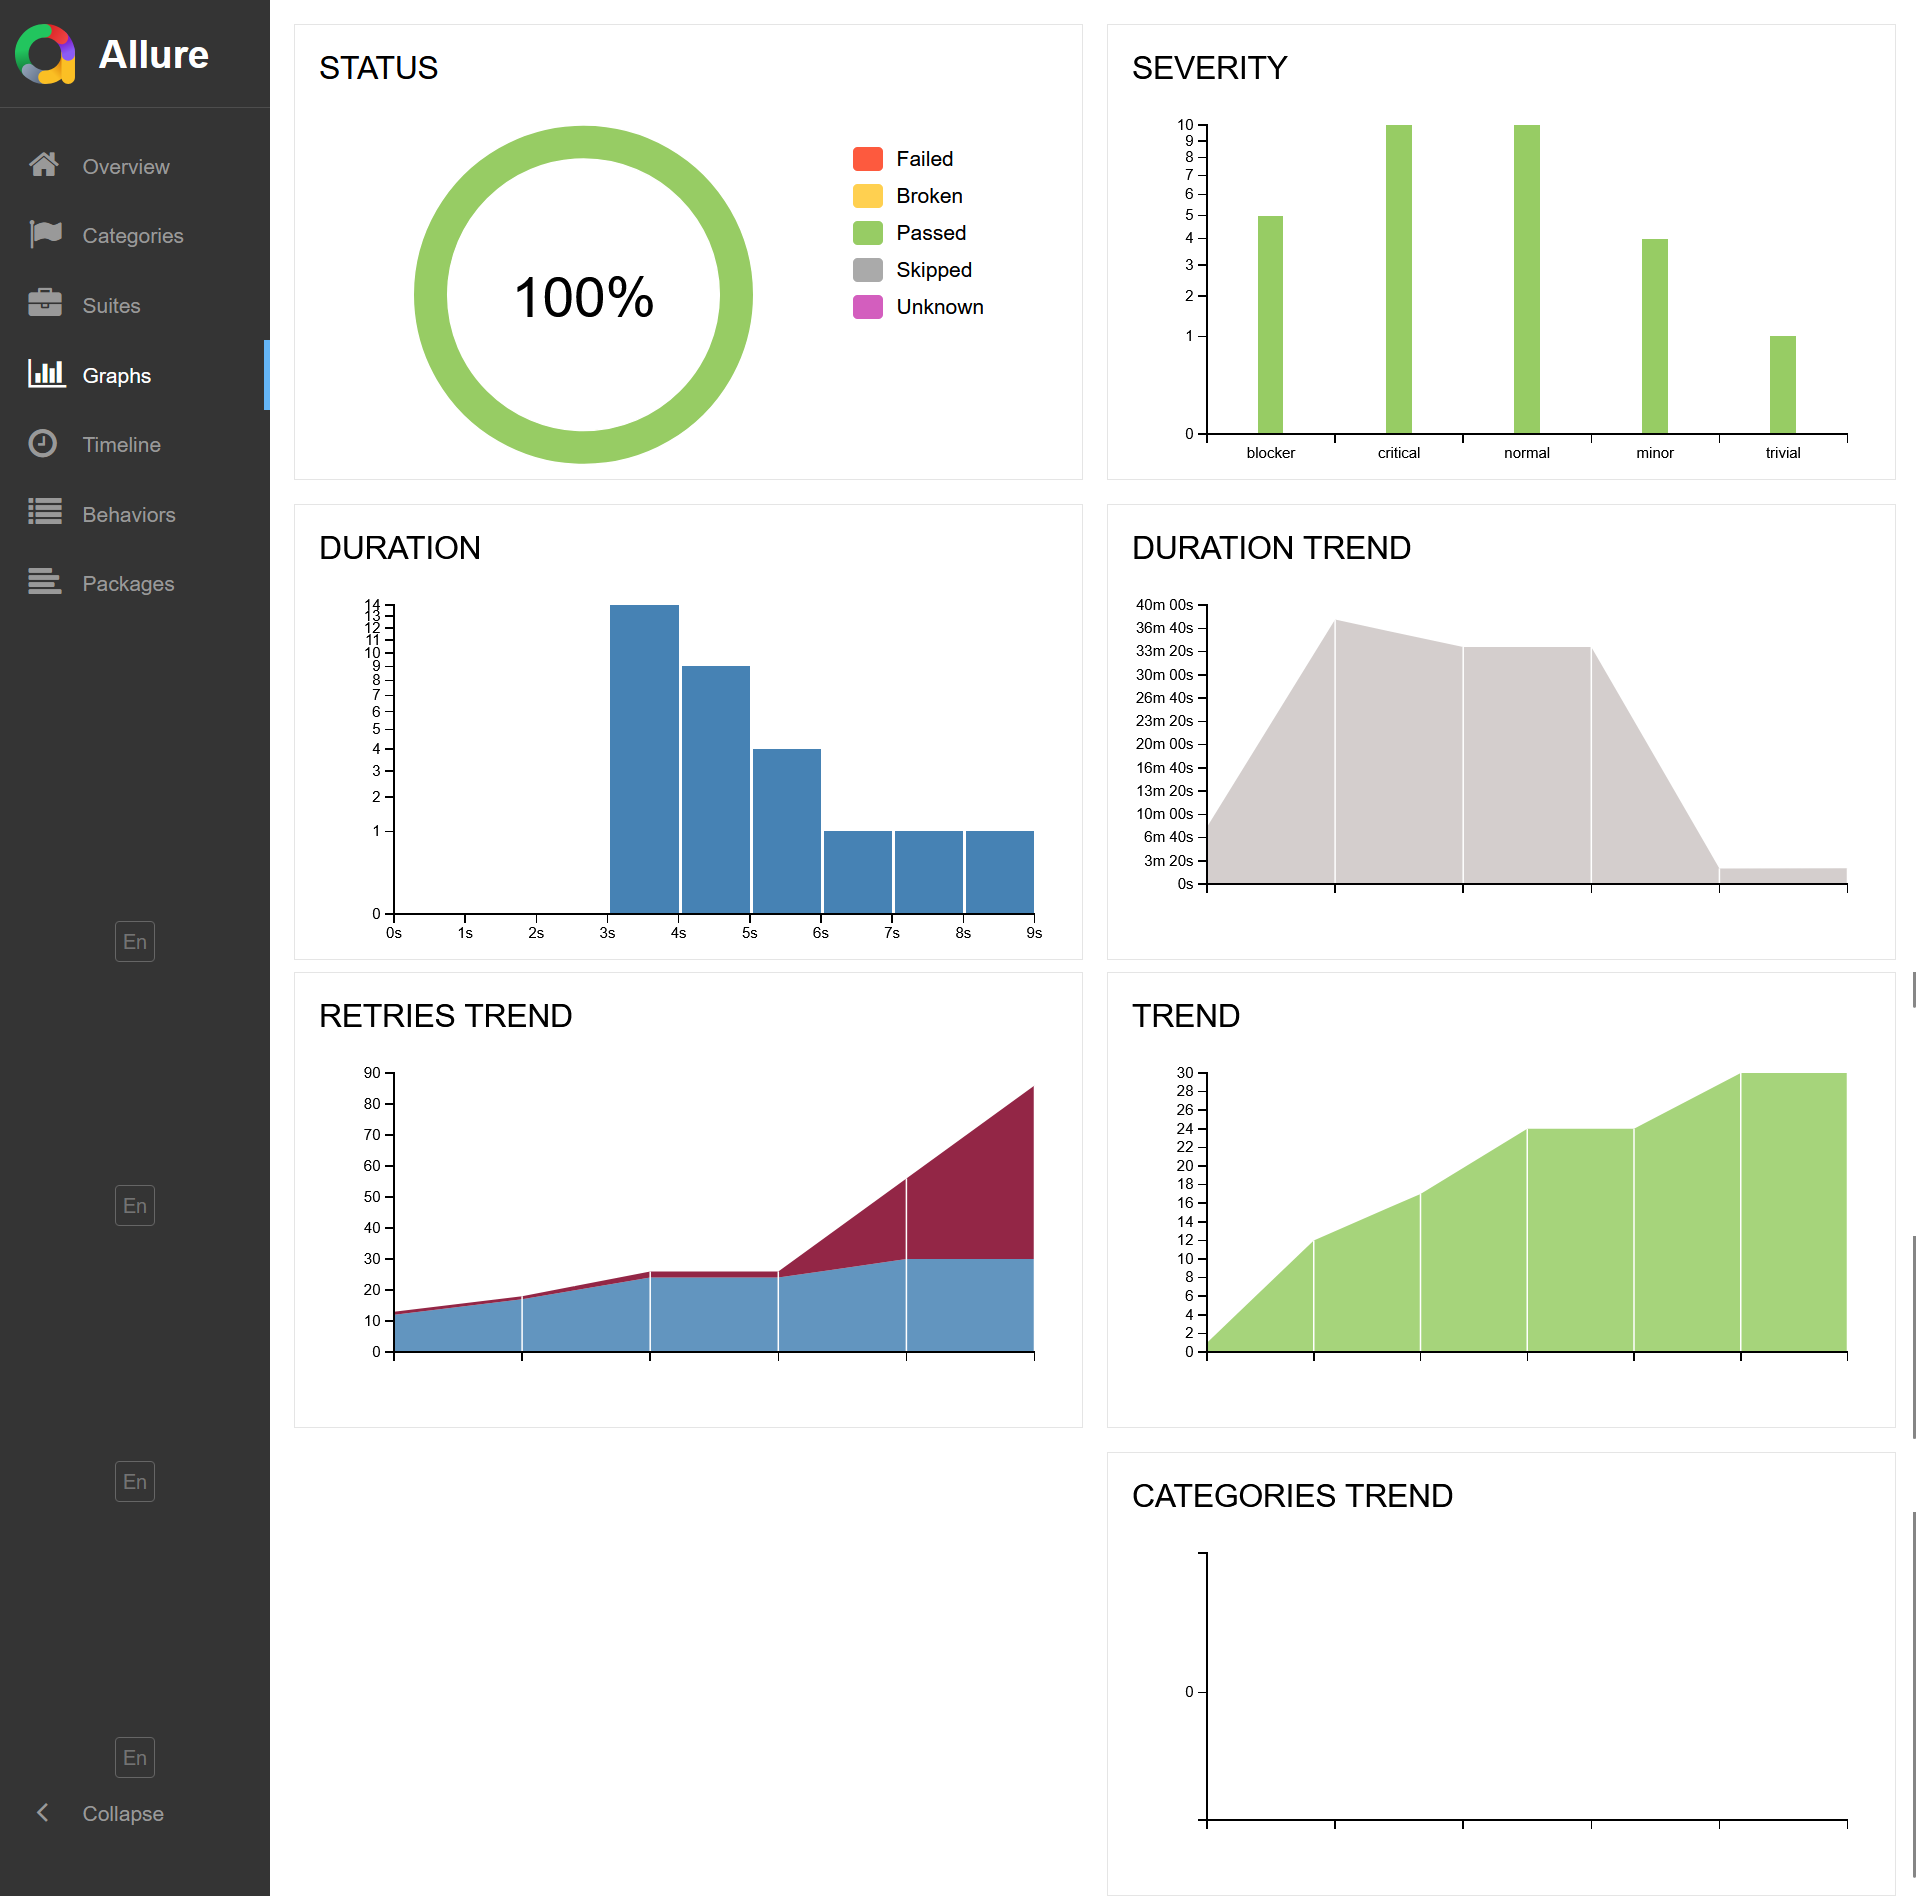 Allure
Overview
Categories
Suites
Graphs
Timeline
Behaviors
Packages
En
En
En
En
Collapse
STATUS
100%
Failed
Broken
Passed
Skipped
Unknown
SEVERITY
10
9
8
7
6
5
4
3
2
1
0
blocker critical normal minor trivial
DURATION
14
13
12
11
10
9
8
7
6
5
4
3
2
1
0
0s 1s 2s 3s 4s 5s 6s 7s 8s 9s
DURATION TREND
40m 00s
36m 40s
33m 20s
30m 00s
26m 40s
23m 20s
20m 00s
16m 40s
13m 20s
10m 00s
6m 40s
3m 20s
0s
RETRIES TREND
90
80
70
60
50
40
30
20
10
0
TREND
30
28
26
24
22
20
18
16
14
12
10
8
6
4
2
0
CATEGORIES TREND
0